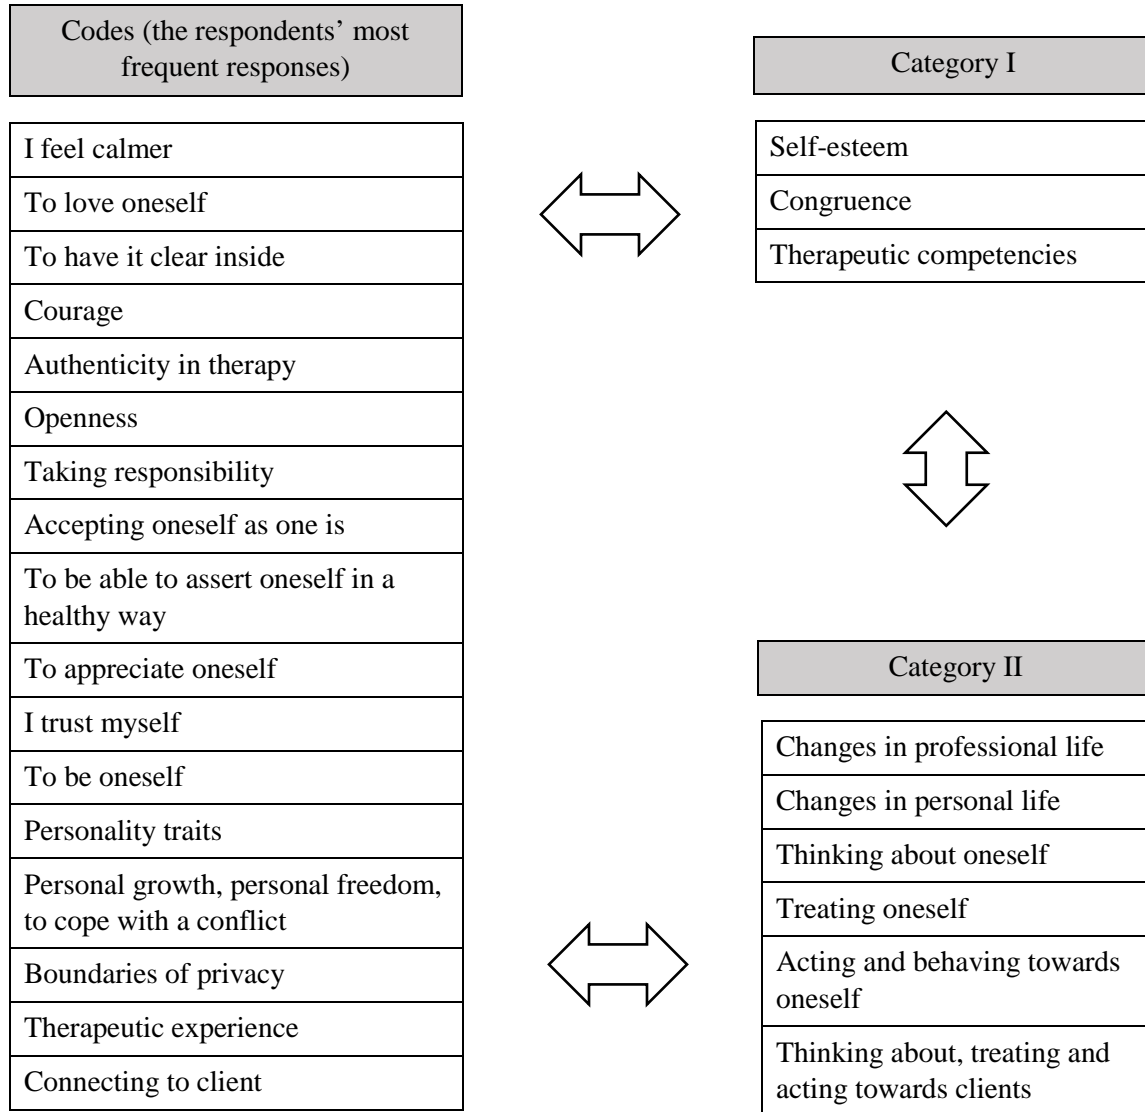 Codes (the respondents’ most
frequent responses)
I feel calmer
To love oneself
To have it clear inside
Courage
Authenticity in therapy
Openness
Taking responsibility
Accepting oneself as one is
To be able to assert oneself in a
healthy way
To appreciate oneself
I trust myself
To be oneself
Personality traits
Personal growth, personal freedom,
to cope with a conflict
Boundaries of privacy
Therapeutic experience
Connecting to client
Category I
Self-esteem
Congruence
Therapeutic competencies
Category II
Changes in professional life
Changes in personal life
Thinking about oneself
Treating oneself
Acting and behaving towards
oneself
Thinking about, treating and
acting towards clients